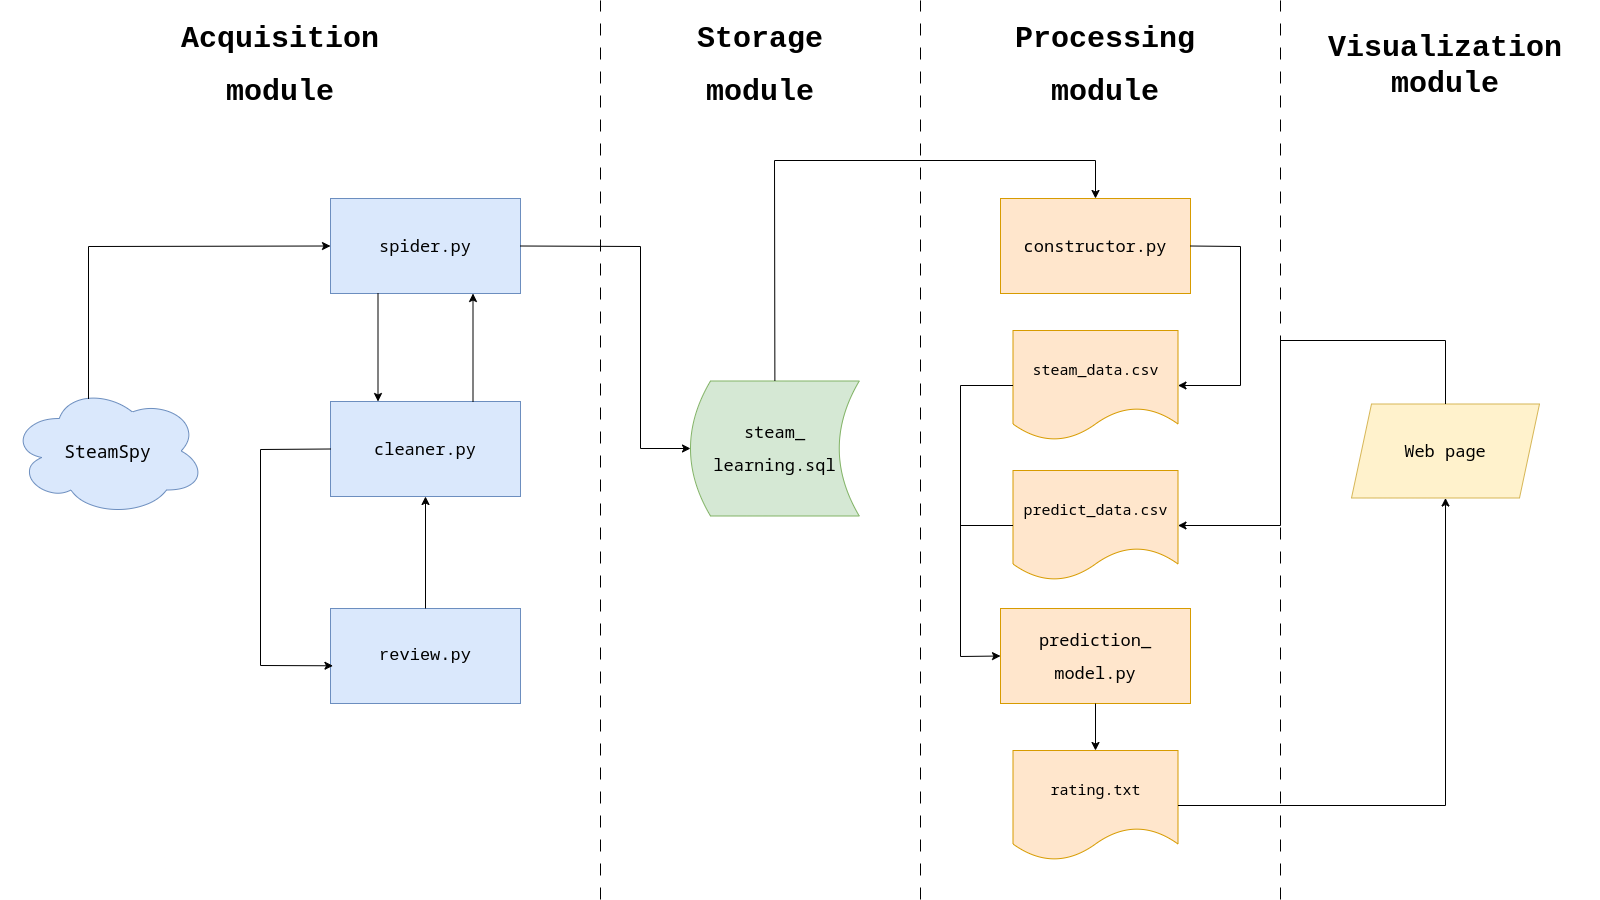 Acquisition
module
Storage
module
Processing
module
Visualization
module
spider.py
cleaner.py
review.py
SteamSpy
steam_
learning.sql
constructor.py
steam_data.csv
predict_data.csv
prediction_
model.py
rating.txt
Web page